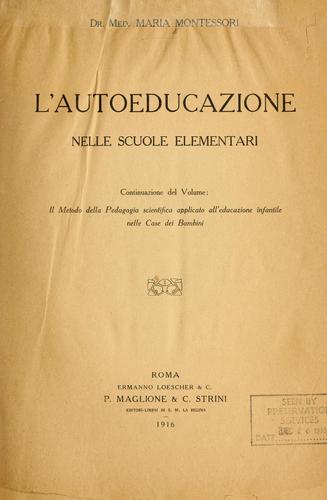 DR. MED. MARIA MONTESSORI
L'AUTOEDUCAZIONE
NELLE SCUOLE ELEMENTARI
Continuazione del Volume:
Il Metodo della Pedagogia scientifica applicato all'educazione infantile
nelle Case dei Bambini
ROMA
ERMANNO LOESCHER & C.
P. MAGLIONE & C. STRINI
EDITORI-LIBRAI DI S. M. LA REGINA
1916
SEEN BY
PRESERVATION
SERVICES
DATE